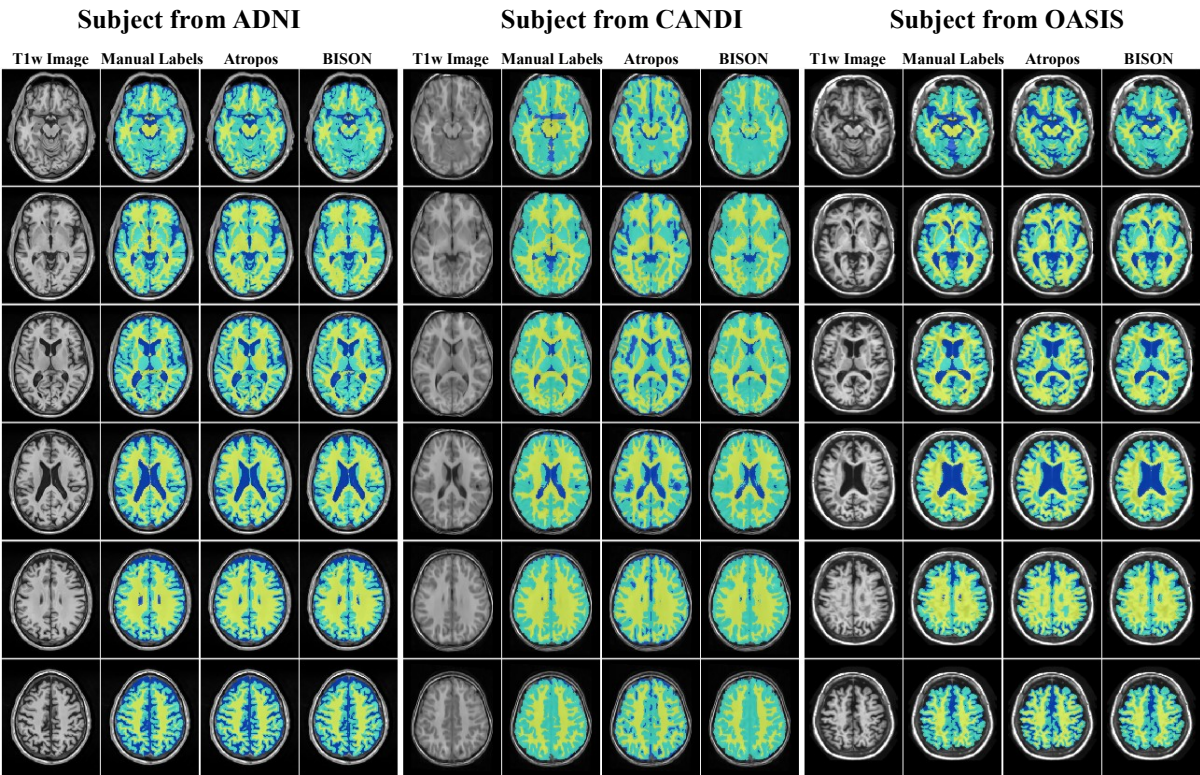 Subject from ADNI
Subject from CANDI
Subject from OASIS
T1w Image Manual Labels Atropos BISON
T1w Image Manual Labels Atropos BISON
T1w Image Manual Labels Atropos BISON